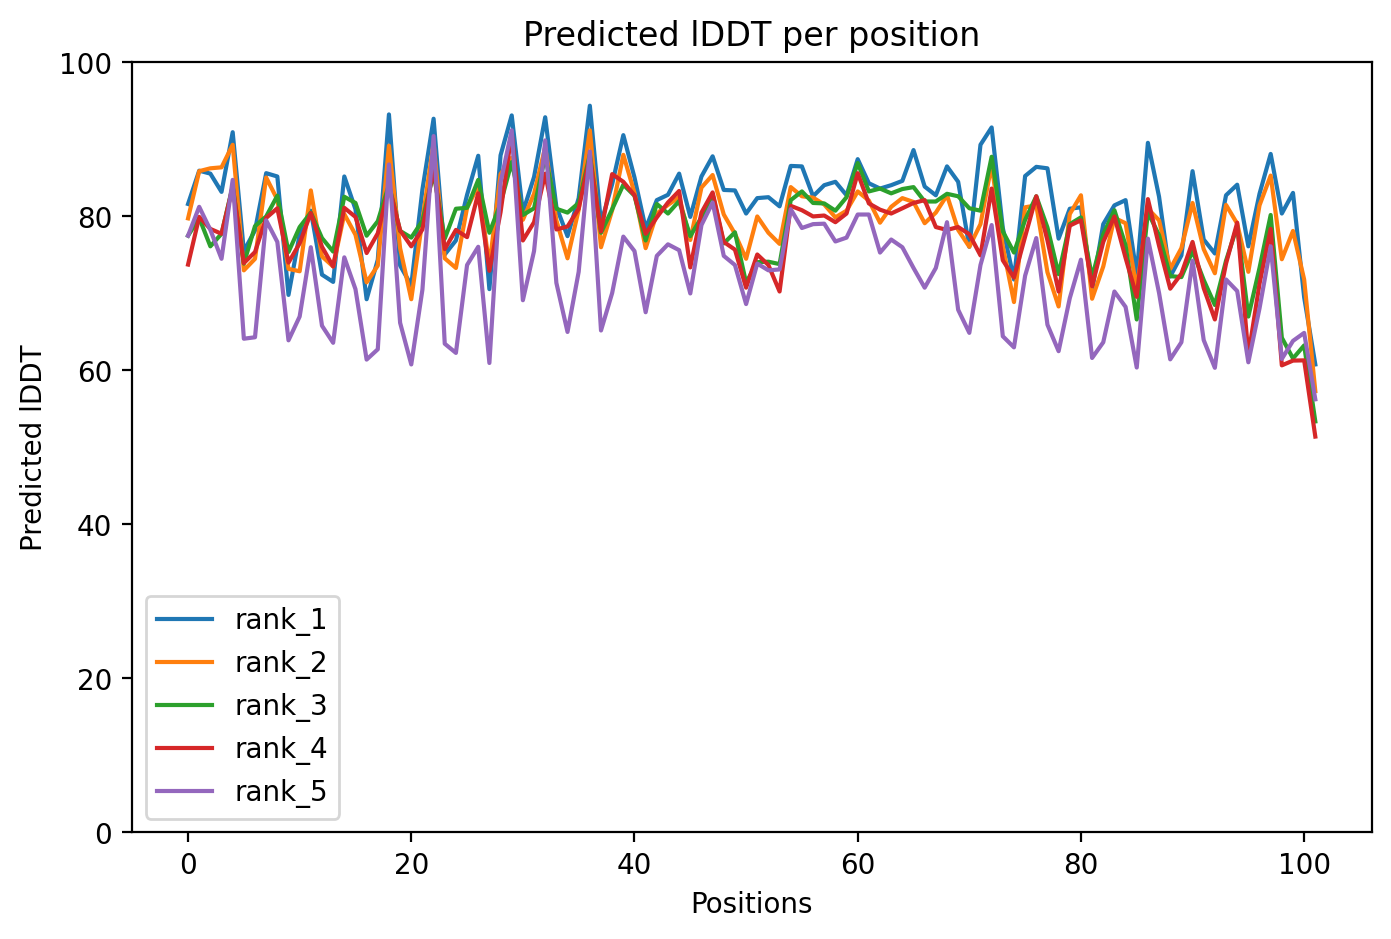 Predicted lDDT per position
100
80
60
40
20
0
Predicted lDDT
rank_1
rank_2
rank_3
rank_4
rank_5
0 20 40 60 80 100
Positions